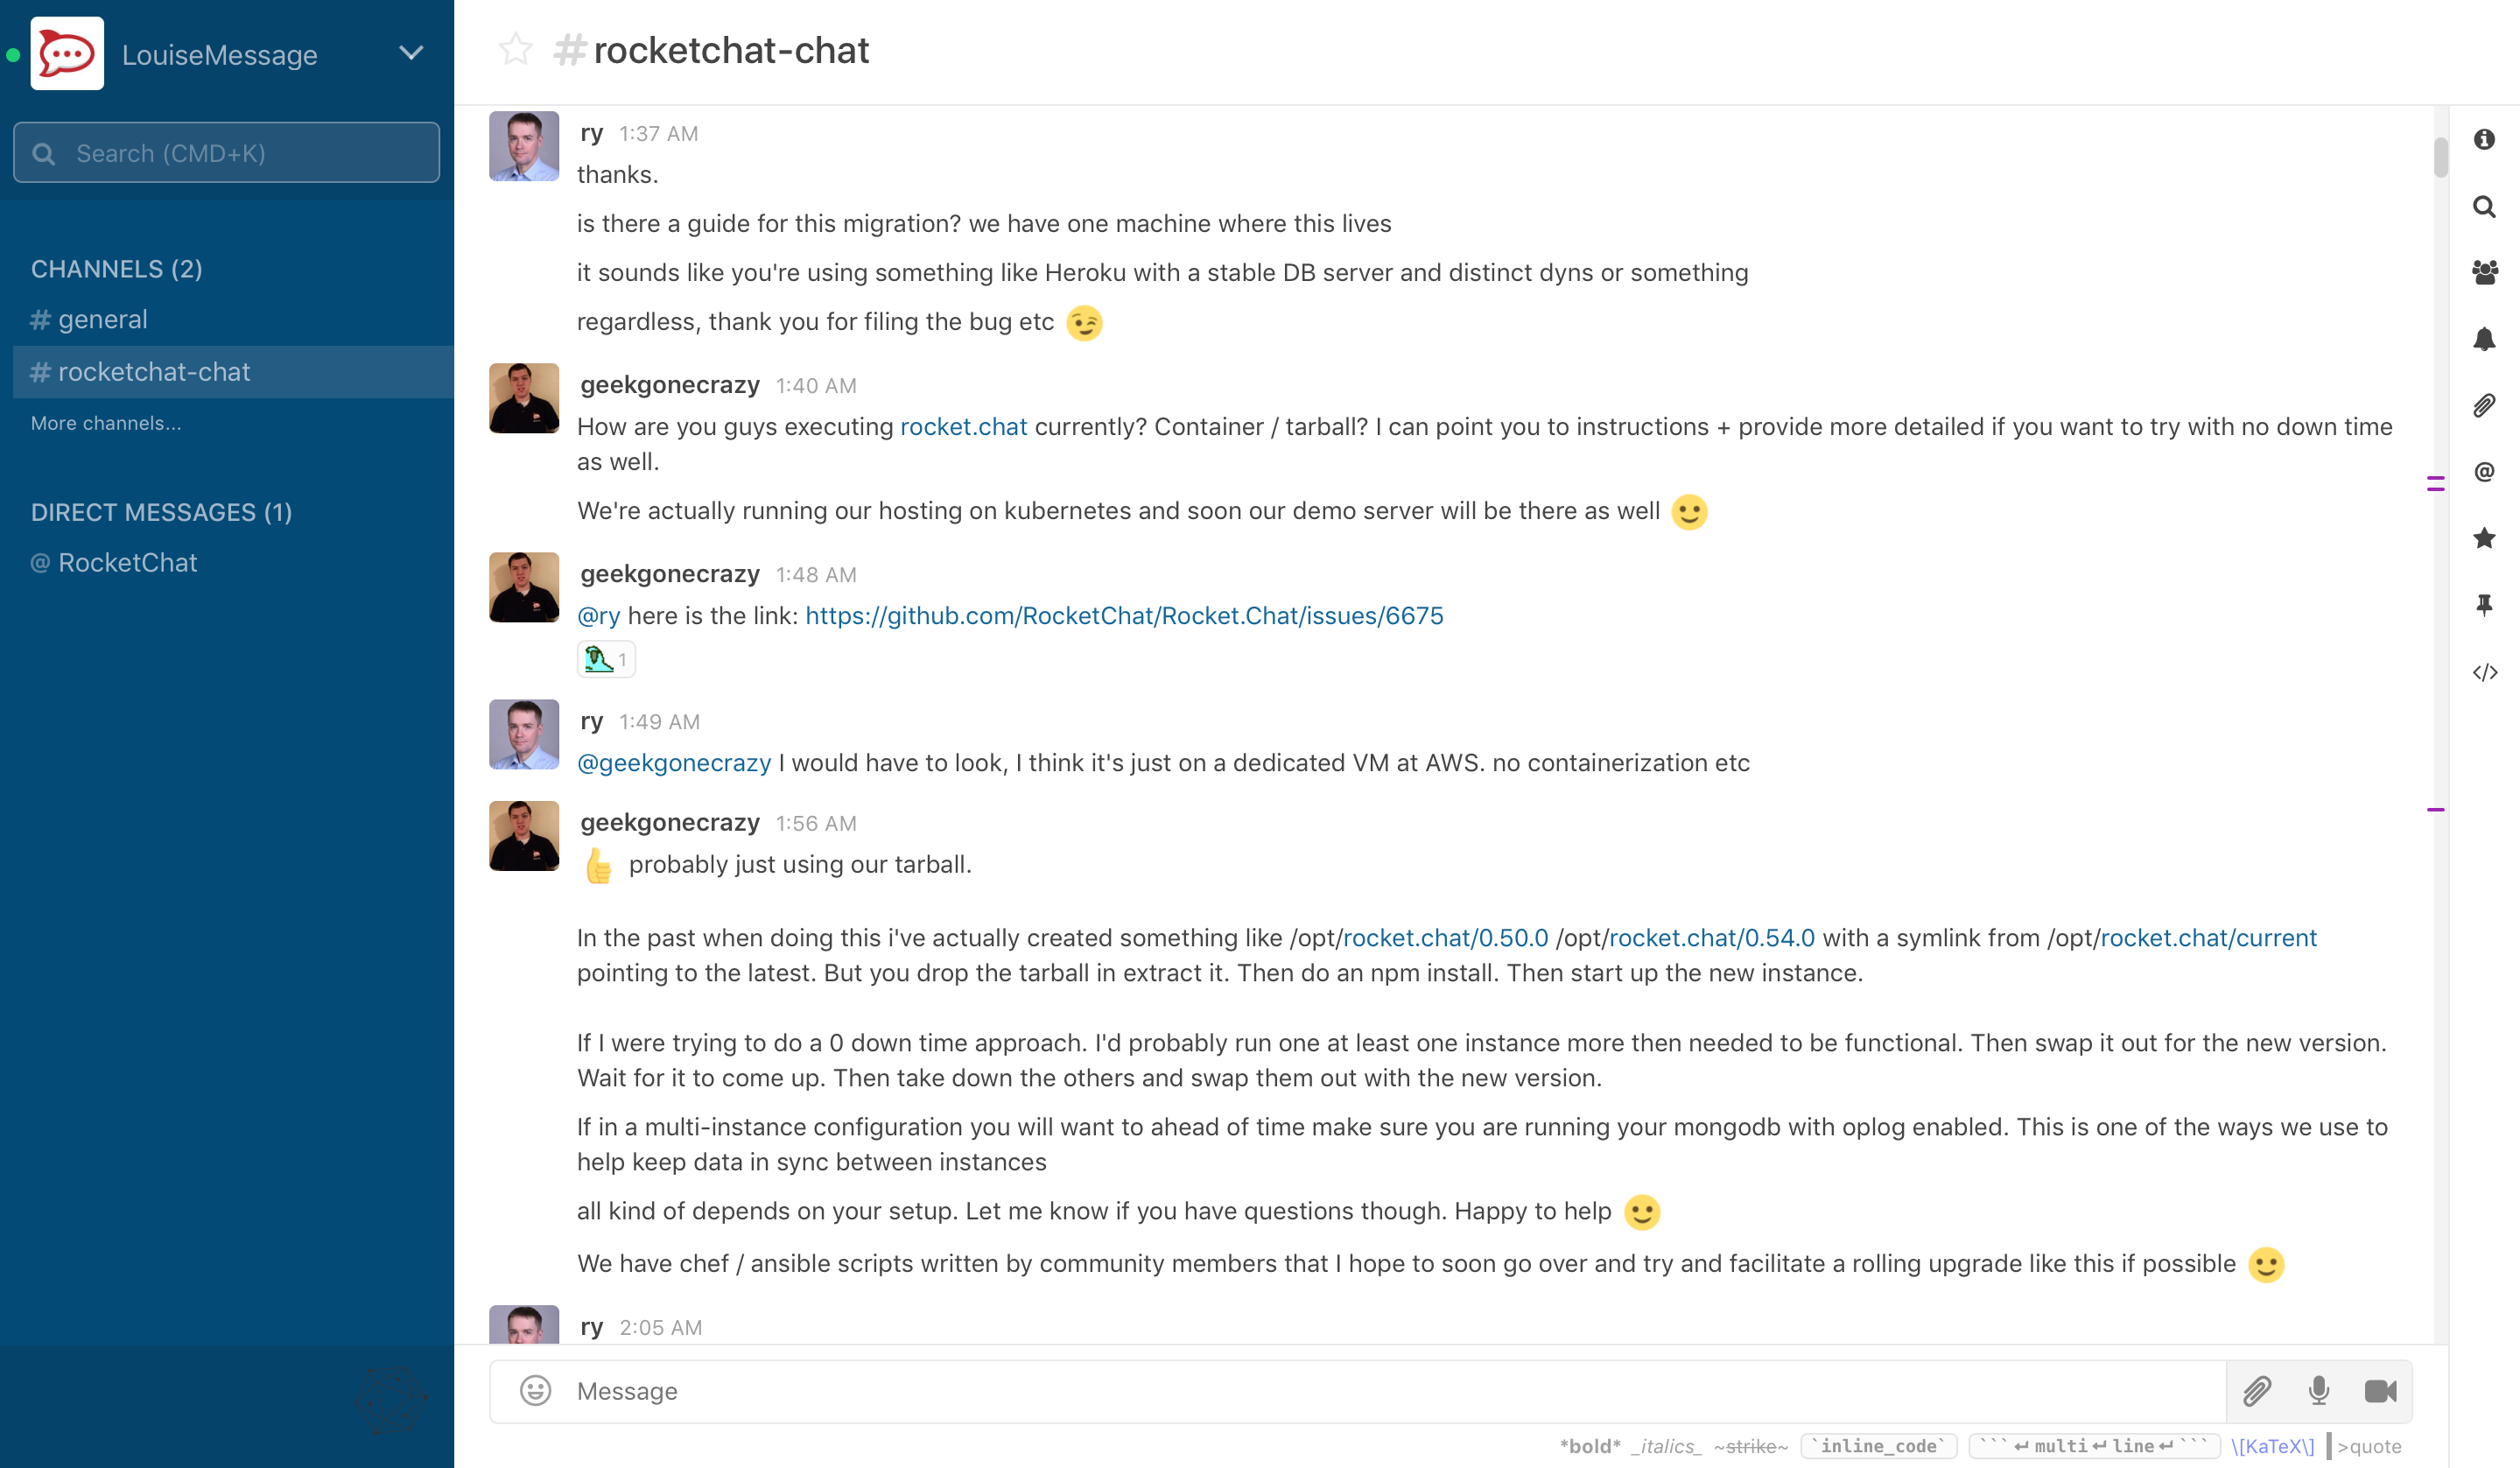 LouiseMessage
Search (CMD+K)
CHANNELS (2)
# general
# rocketchat-chat
More channels...
DIRECT MESSAGES (1)
@ RocketChat
#rocketchat-chat
ry 1:37 AM
thanks.
is there a guide for this migration? we have one machine where this lives
it sounds like you're using something like Heroku with a stable DB server and distinct dyns or something
regardless, thank you for filing the bug etc 😉
geekgonecrazy 1:40 AM
How are you guys executing rocket.chat currently? Container / tarball? I can point you to instructions + provide more detailed if you want to try with no down time
as well.
We're actually running our hosting on kubernetes and soon our demo server will be there as well 🙂
geekgonecrazy 1:48 AM
@ry here is the link: https://github.com/RocketChat/Rocket.Chat/issues/6675
1
ry 1:49 AM
@geekgonecrazy I would have to look, I think it's just on a dedicated VM at AWS. no containerization etc
geekgonecrazy 1:56 AM
👍 probably just using our tarball.
In the past when doing this i've actually created something like /opt/rocket.chat/0.50.0 /opt/rocket.chat/0.54.0 with a symlink from /opt/rocket.chat/current
pointing to the latest. But you drop the tarball in extract it. Then do an npm install. Then start up the new instance.
If I were trying to do a 0 down time approach. I'd probably run one at least one instance more then needed to be functional. Then swap it out for the new version.
Wait for it to come up. Then take down the others and swap them out with the new version.
If in a multi-instance configuration you will want to ahead of time make sure you are running your mongodb with oplog enabled. This is one of the ways we use to
help keep data in sync between instances
all kind of depends on your setup. Let me know if you have questions though. Happy to help 🙂
We have chef / ansible scripts written by community members that I hope to soon go over and try and facilitate a rolling upgrade like this if possible 🙂
ry 2:05 AM
Message
*bold* _italics_ ~strike~ `inline_code` ```↵multi↵line↵``` \[KaTeX\] >quote